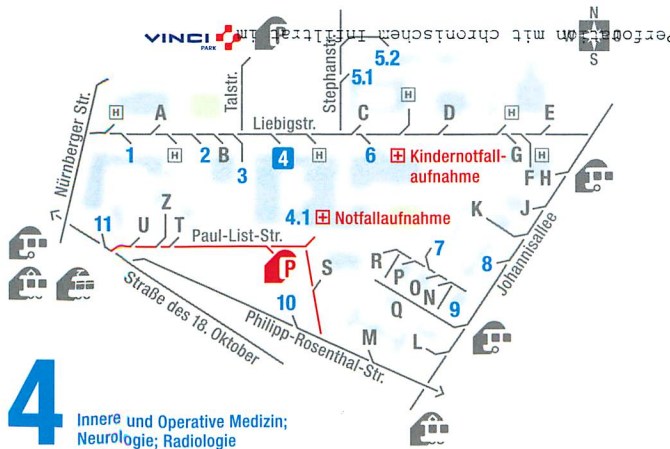 VINCI
PARK
P
Perforation mit chronischen Infiltrat im
N
W
S
5.2
5.1
Stephanstr.
Talstr.
Nürnberger Str.
H
A
Liebigstr.
C
H
D
H
E
1
H
2
B
3
4
H
6
Kindernotfall-
aufnahme
G
H
F
H
J
K
Johannisallee
11
U
Z
T
Paul-List-Str.
4.1
Notfallaufnahme
P
S
7
8
R
P
O
N
9
Q
10
M
L
Straße des 18. Oktober
Philipp-Rosenthal-Str.
4
Innere und Operative Medizin;
Neurologie; Radiologie